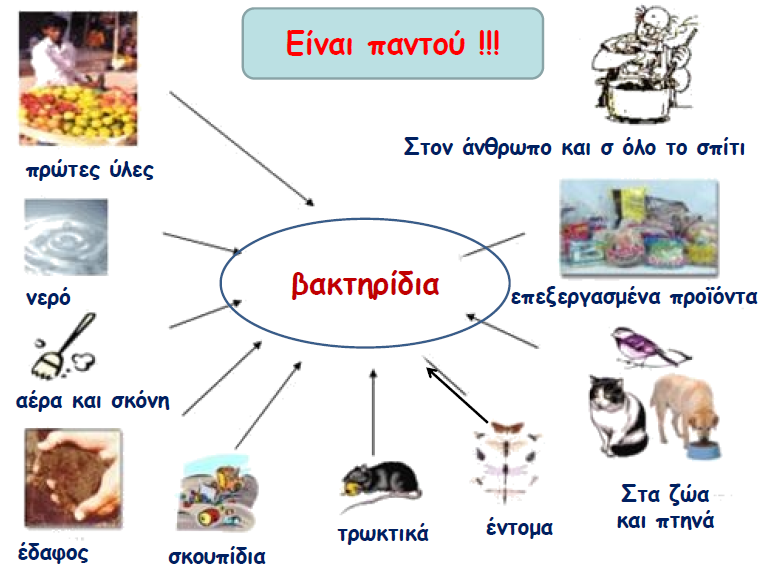 Είναι παντού !!!
Στον άνθρωπο και σ όλο το σπίτι
πρώτες ύλες
βακτηρίδια
νερό
επεξεργασμένα προϊόντα
αέρα και σκόνη
Στα ζώα
και πτηνά
τρωκτικά
έντομα
έδαφος
σκουπίδια